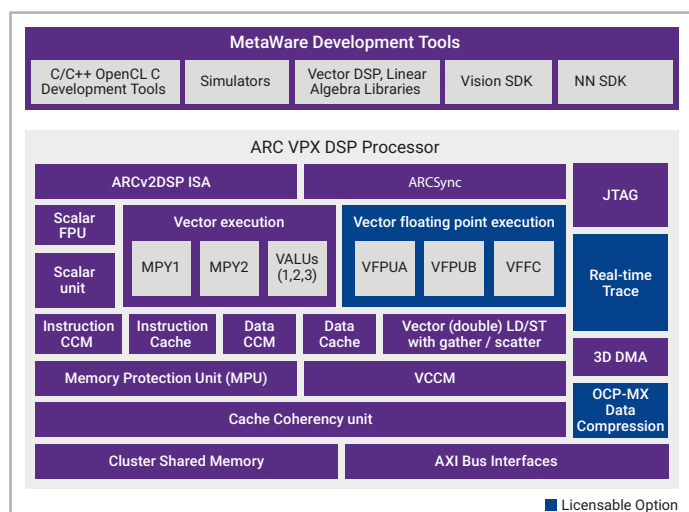 MetaWare Development Tools
C/C++ OpenCL C
Development Tools
Simulators
Vector DSP, Linear
Algebra Libraries
Vision SDK
NN SDK
ARC VPX DSP Processor
ARCv2DSP ISA
ARCSync
JTAG
Scalar
FPU
Scalar
unit
Vector execution
MPY1
MPY2
VALUs
(1,2,3)
Vector floating point execution
VFPUA
VFPUB
VFFC
Real-time
Trace
Instruction
CCM
Instruction
Cache
Data
CCM
Data
Cache
Vector (double) LD/ST
with gather / scatter
3D DMA
Memory Protection Unit (MPU)
VCCM
OCP-MX
Data
Compression
Cache Coherency unit
Cluster Shared Memory
AXI Bus Interfaces
Licensable Option